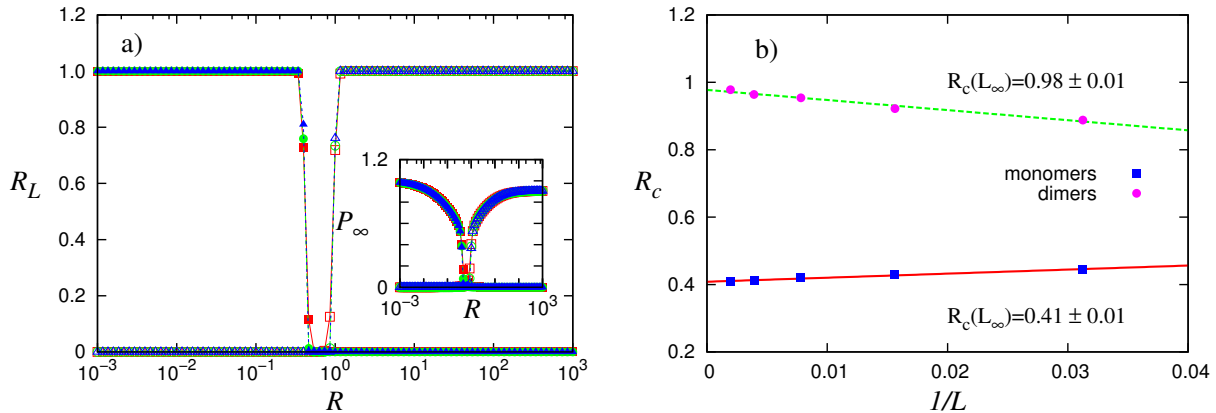 a)
1.0
0.8
0.6
0.4
0.2
0
R_L
10^{-3}
10^{-2}
10^{-1}
10^0
10^1
10^2
10^3
R
1.2
0
P_∞
10^{-3}
R
10^3
b)
1.2
1
0.8
0.6
0.4
0.2
R_c
R_c(L_∞)=0.98 ± 0.01
monomers
dimers
R_c(L_∞)=0.41 ± 0.01
0
0.01
0.02
0.03
0.04
1/L